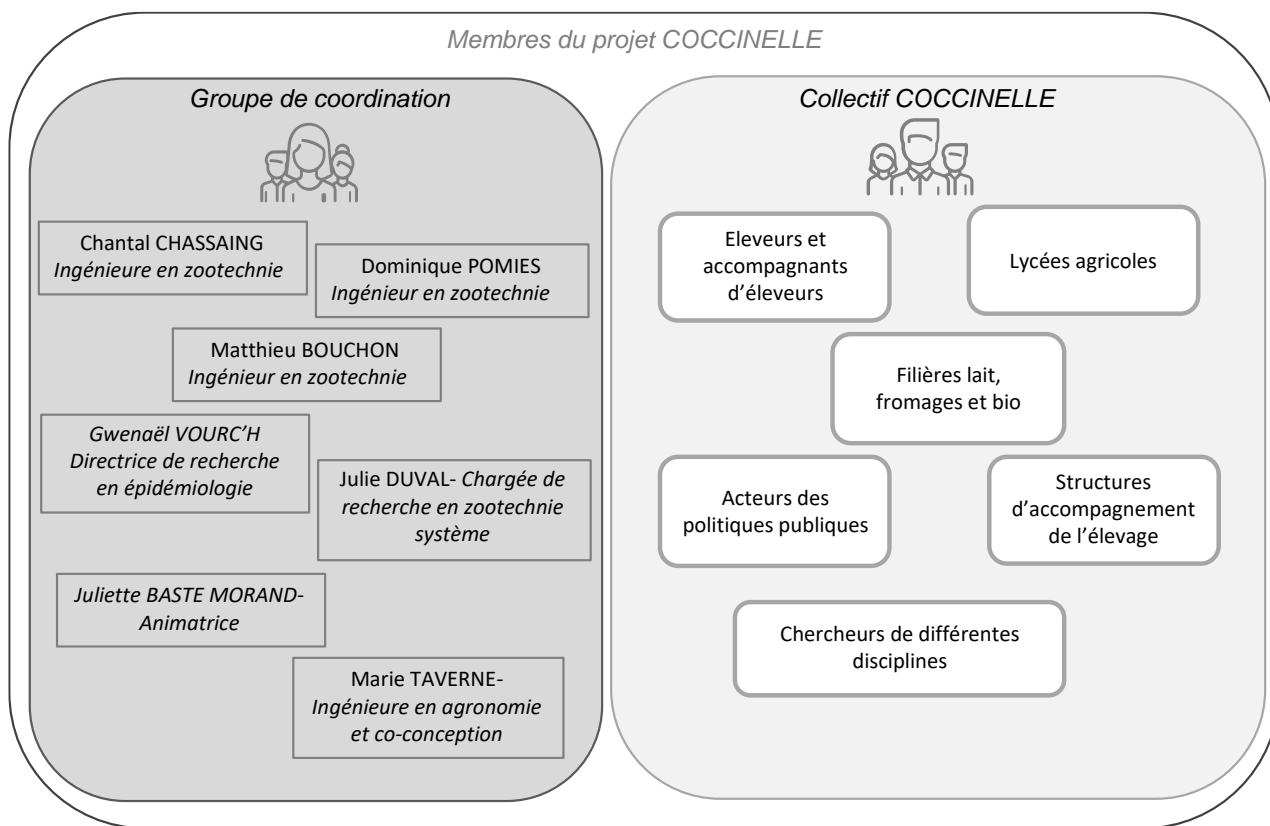 Membres du projet COCCINELLE
Groupe de coordination
Chantal CHASSAING
Ingénieure en zootechnie
Dominique POMIES
Ingénieur en zootechnie
Matthieu BOUCHON
Ingénieur en zootechnie
Gwenaël VOURC’H
Directrice de recherche
en épidémiologie
Julie DUVAL- Chargée de
recherche en zootechnie
système
Juliette BASTE MORAND-
Animatrice
Marie TAVERNE-
Ingénieure en agronomie
et co-conception
Collectif COCCINELLE
Eleveurs et
accompagnants
d’éleveurs
Lycées agricoles
Filières lait,
fromages et bio
Acteurs des
politiques publiques
Structures
d’accompagnement
de l’élevage
Chercheurs de différentes
disciplines